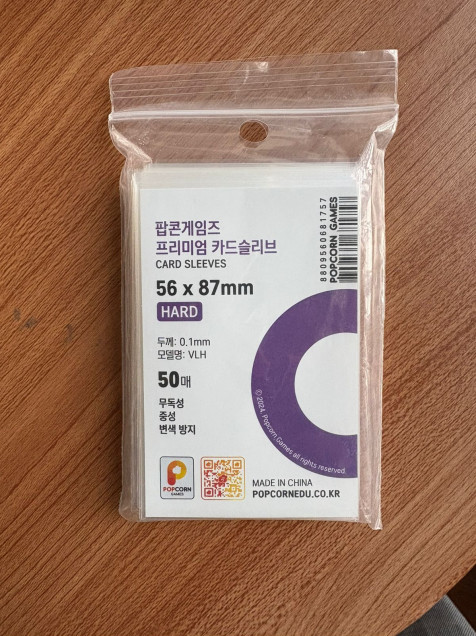 팝콘게임즈
프리미엄 카드슬리브
CARD SLEEVES
56 x 87mm
HARD
두께: 0.1mm
모델명: VLH
50매
무독성
중성
변색 방지
8809560681757
POPCORN GAMES
© 2024. Popcorn Games all rights reserved.
POPCORN
GAMES
MADE IN CHINA
POPCORNEDU.CO.KR